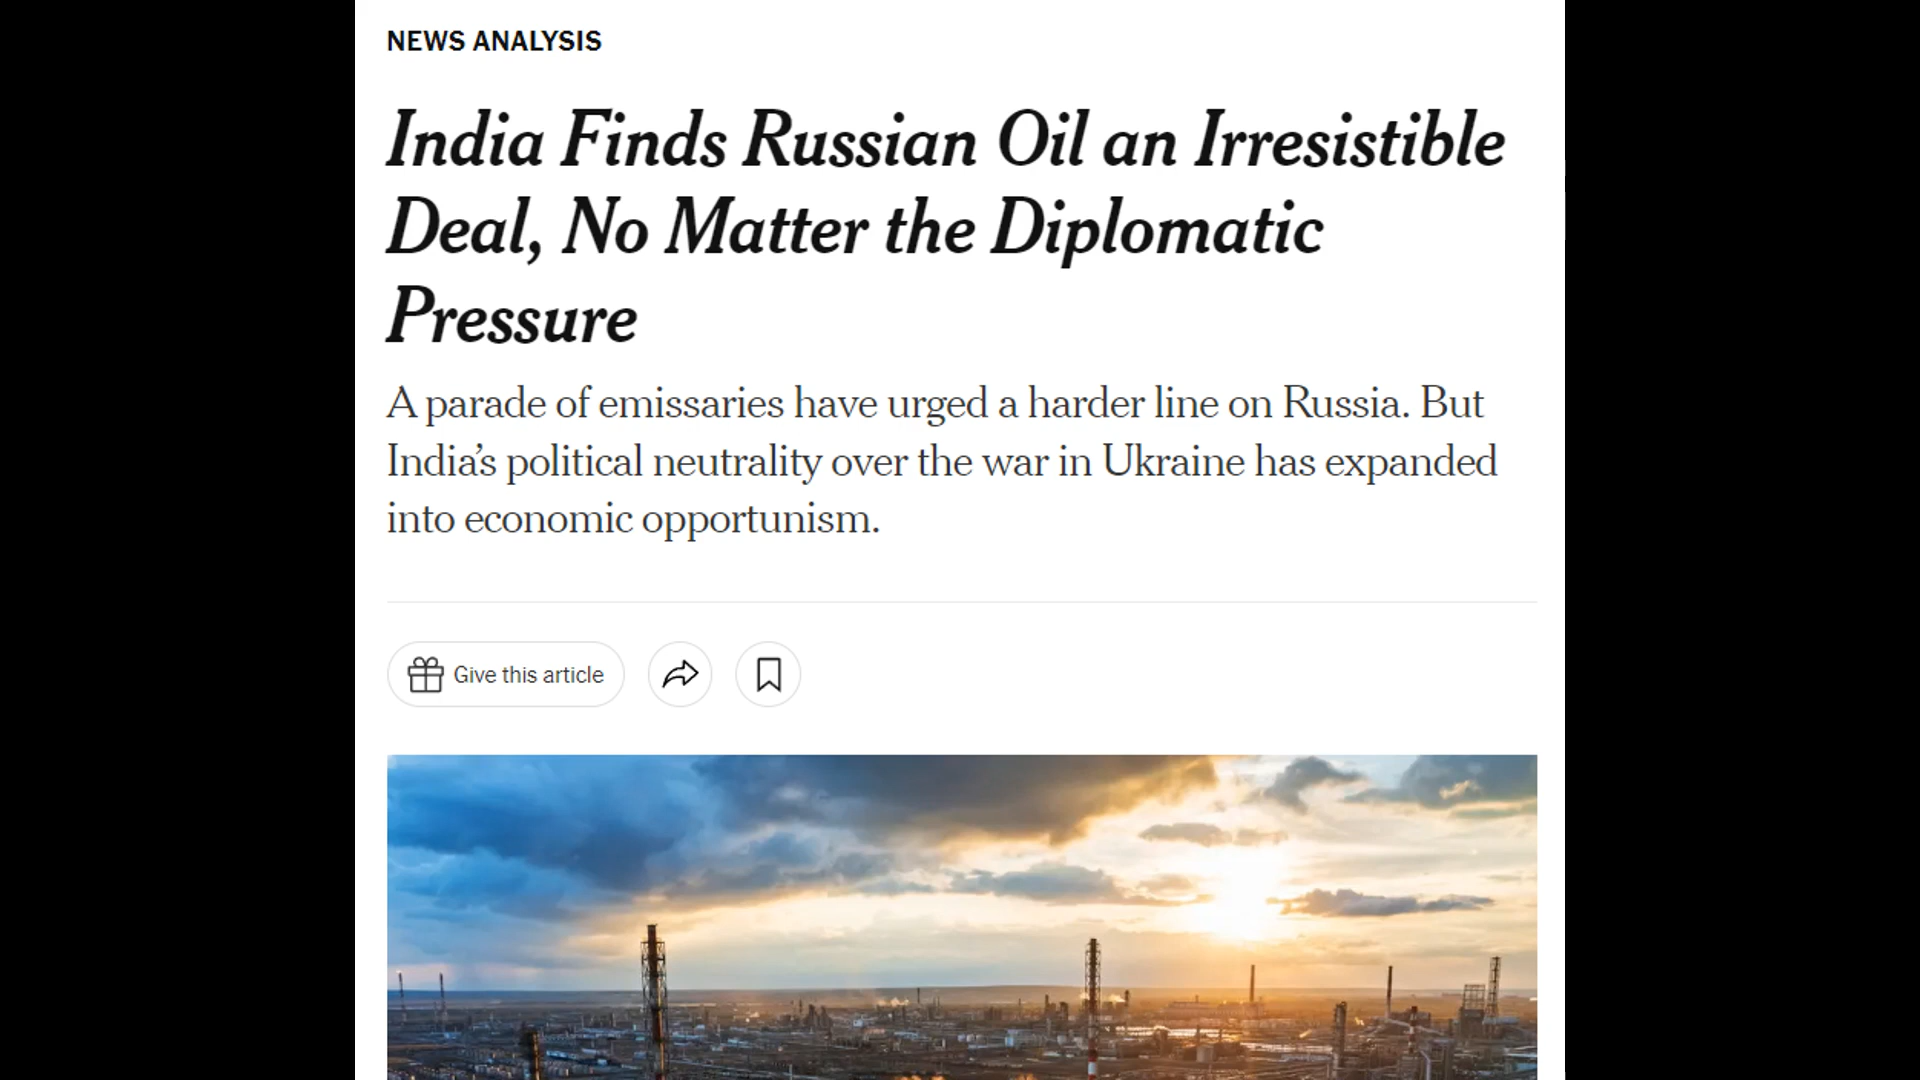 NEWS ANALYSIS
India Finds Russian Oil an Irresistible
Deal, No Matter the Diplomatic
Pressure
A parade of emissaries have urged a harder line on Russia. But
India’s political neutrality over the war in Ukraine has expanded
into economic opportunism.
Give this article